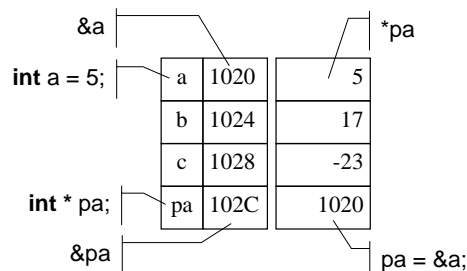 &a
*pa
int a = 5;
a 1020 5
b 1024 17
c 1028 -23
int * pa;
pa 102C 1020
&pa
pa = &a;